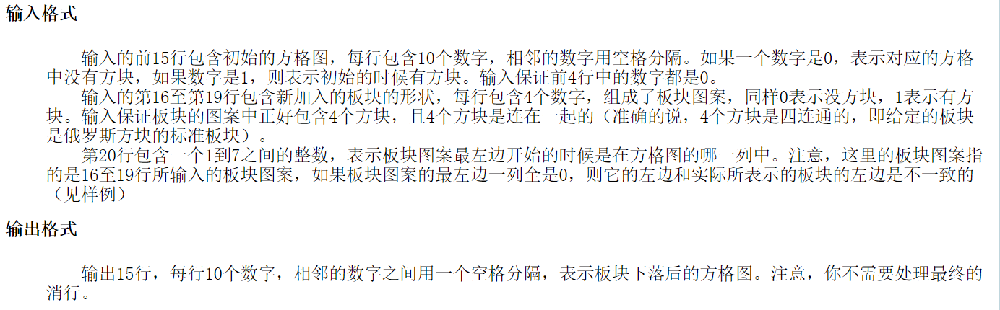 输入格式
输入的前15行包含初始的方格图，每行包含10个数字，相邻的数字用空格分隔。如果一个数字是0，表示对应的方格
中没有方块，如果数字是1，则表示初始的时候有方块。输入保证前4行中的数字都是0。
输入的第16至第19行包含新加入的板块的形状，每行包含4个数字，组成了板块图案，同样0表示没方块，1表示有方
块。输入保证板块的图案中正好包含4个方块，且4个方块是连在一起的（准确的说，4个方块是四连通的，即给定的板块
是俄罗斯方块的标准板块）。
第20行包含一个1到7之间的整数，表示板块图案最左边开始的时候是在方格图的哪一列中。注意，这里的板块图案指
的是16至19行所输入的板块图案，如果板块图案的最左边一列全是0，则它的左边和实际所表示的板块的左边是不一致的
（见样例）
输出格式
输出15行，每行10个数字，相邻的数字之间用一个空格分隔，表示板块下落后的方格图。注意，你不需要处理最终的
消行。